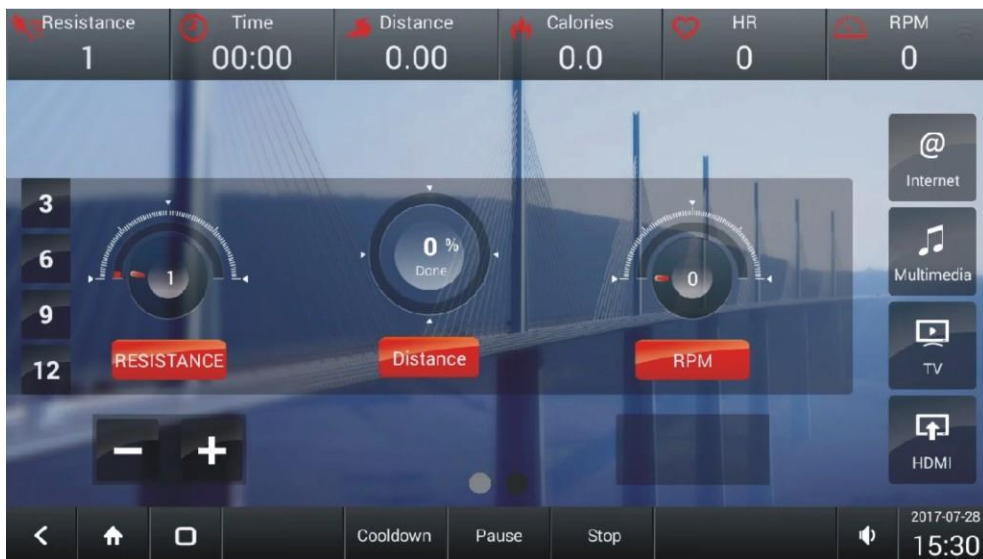 Resistance
1
Time
00:00
Distance
0.00
Calories
0.0
HR
0
RPM
0
3
6
9
12
1
RESISTANCE
0 %
Done
Distance
0
RPM
@
Internet
Multimedia
TV
HDMI
Cooldown
Pause
Stop
2017-07-28
15:30